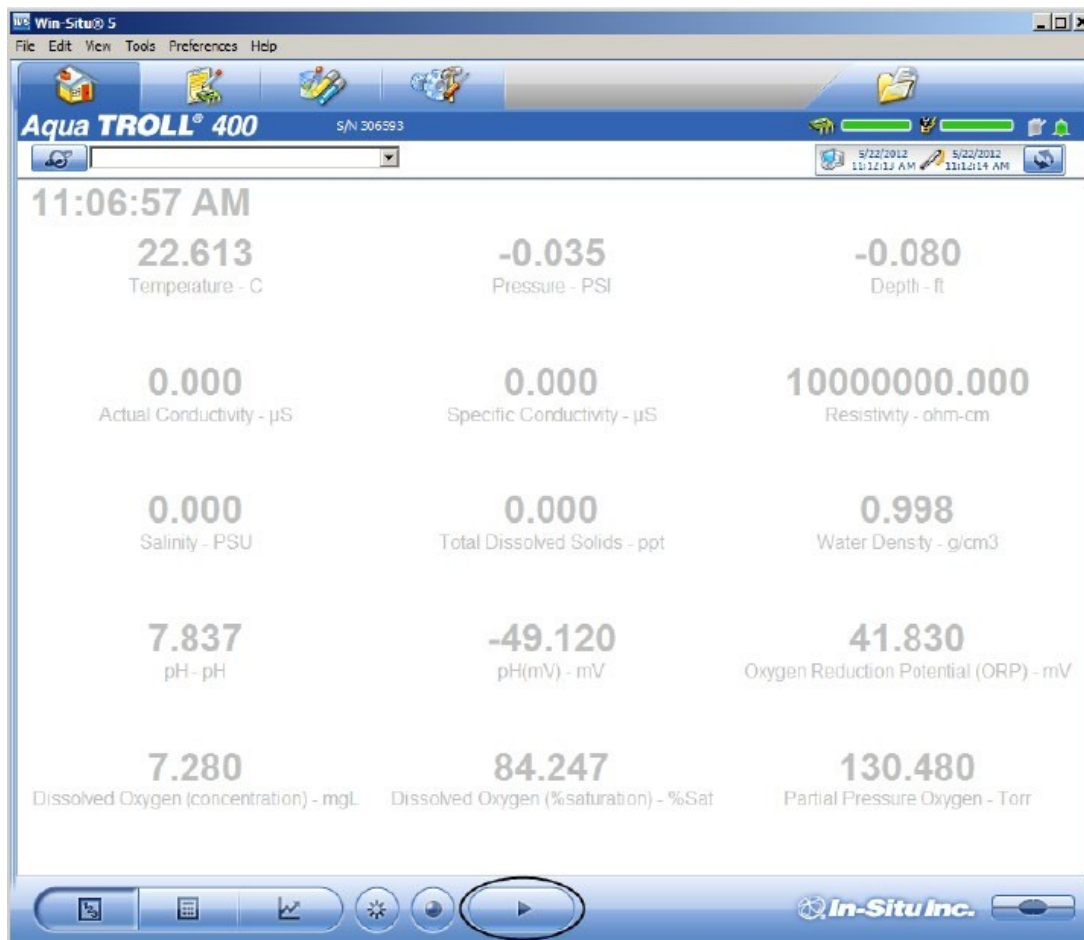 Win-Situ® 5
File Edit View Tools Preferences Help
Aqua TROLL® 400 S/N 306593
5/22/2012 5/22/2012
11:12:13 AM 11:12:14 AM
11:06:57 AM
22.613 -0.035 -0.080
Temperature - C Pressure - PSI Depth - ft
0.000 0.000 10000000.000
Actual Conductivity - µS Specific Conductivity - µS Resistivity - ohm-cm
0.000 0.000 0.998
Salinity - PSU Total Dissolved Solids - ppt Water Density - g/cm3
7.837 -49.120 41.830
pH - pH pH(mV) - mV Oxygen Reduction Potential (ORP) - mV
7.280 84.247 130.480
Dissolved Oxygen (concentration) - mgL Dissolved Oxygen (%saturation) - %Sat Partial Pressure Oxygen - Torr
In-Situ Inc.